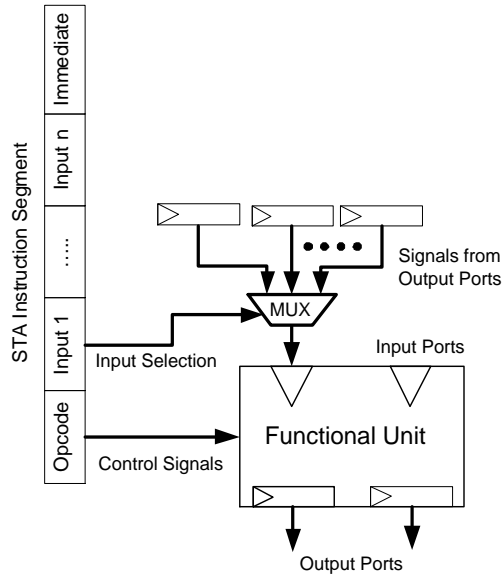 STA Instruction Segment
Immediate
Input n
......
Input 1
Opcode
Signals from
Output Ports
MUX
Input Selection
Input Ports
Functional Unit
Control Signals
Output Ports